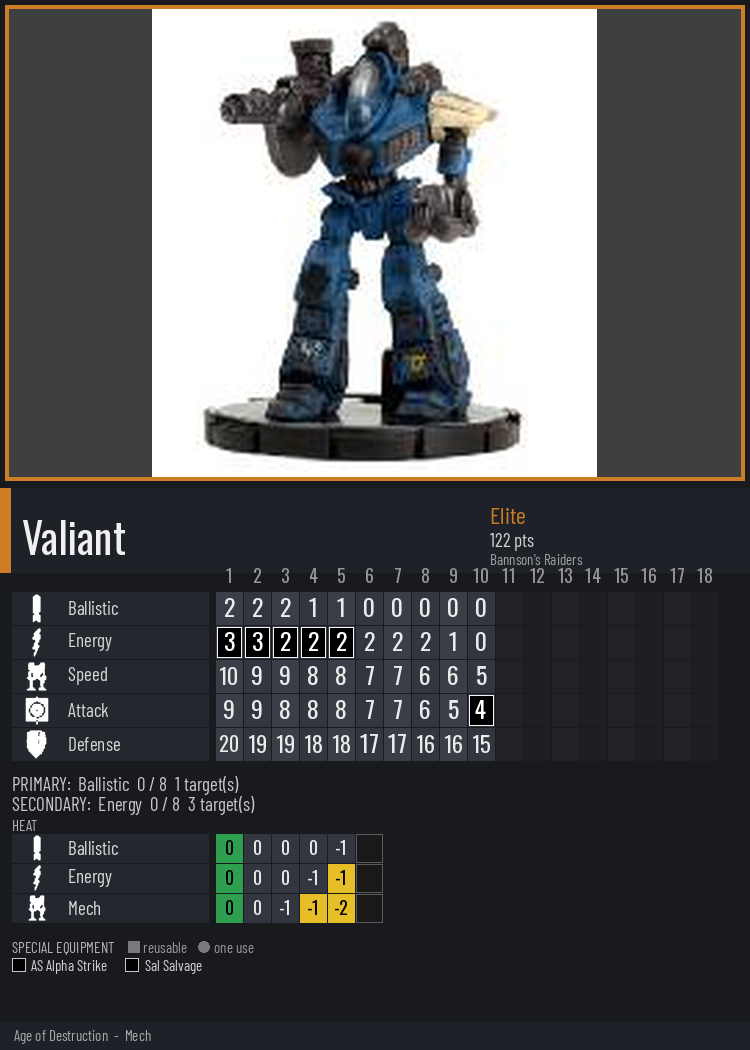 Valiant
Elite
122 pts
Bannson's Raiders
1 2 3 4 5 6 7 8 9 10 11 12 13 14 15 16 17 18
Ballistic 2 2 2 1 1 0 0 0 0 0
Energy 3 3 2 2 2 2 2 2 1 0
Speed 10 9 9 8 8 7 7 6 6 5
Attack 9 9 8 8 8 7 7 6 5 4
Defense 20 19 19 18 18 17 17 16 16 15
PRIMARY: Ballistic 0 / 8 1 target(s)
SECONDARY: Energy 0 / 8 3 target(s)
HEAT
Ballistic 0 0 0 0 -1
Energy 0 0 0 -1 -1
Mech 0 0 -1 -1 -2
SPECIAL EQUIPMENT reusable one use
AS Alpha Strike Sal Salvage
Age of Destruction - Mech